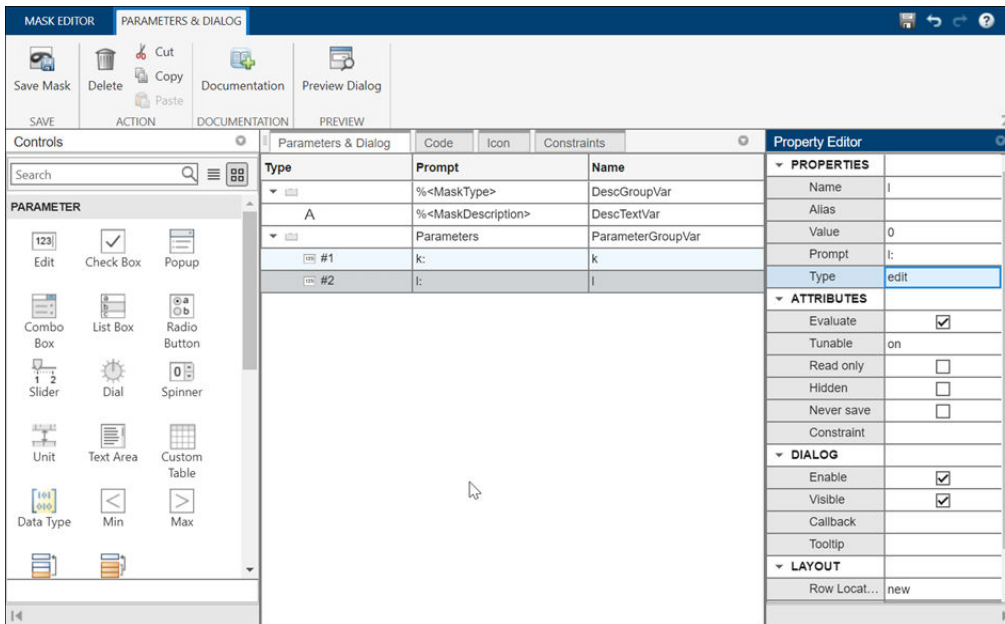 MASK EDITOR PARAMETERS & DIALOG
Save Mask
Delete
Cut
Copy
Paste
Documentation
Preview Dialog
SAVE ACTION DOCUMENTATION PREVIEW
Controls
Search
PARAMETER
Edit Check Box Popup
Combo Box
List Box
Radio Button
1 2
Slider Dial Spinner
Unit Text Area Custom Table
Data Type Min Max
Parameters & Dialog Code Icon Constraints
Type Prompt Name
%<MaskType> DescGroupVar
A %<MaskDescription> DescTextVar
Parameters ParameterGroupVar
#1 k: k
#2 l: l
Property Editor
PROPERTIES
Name l
Alias
Value 0
Prompt l:
Type edit
ATTRIBUTES
Evaluate
Tunable on
Read only
Hidden
Never save
Constraint
DIALOG
Enable
Visible
Callback
Tooltip
LAYOUT
Row Locat... new